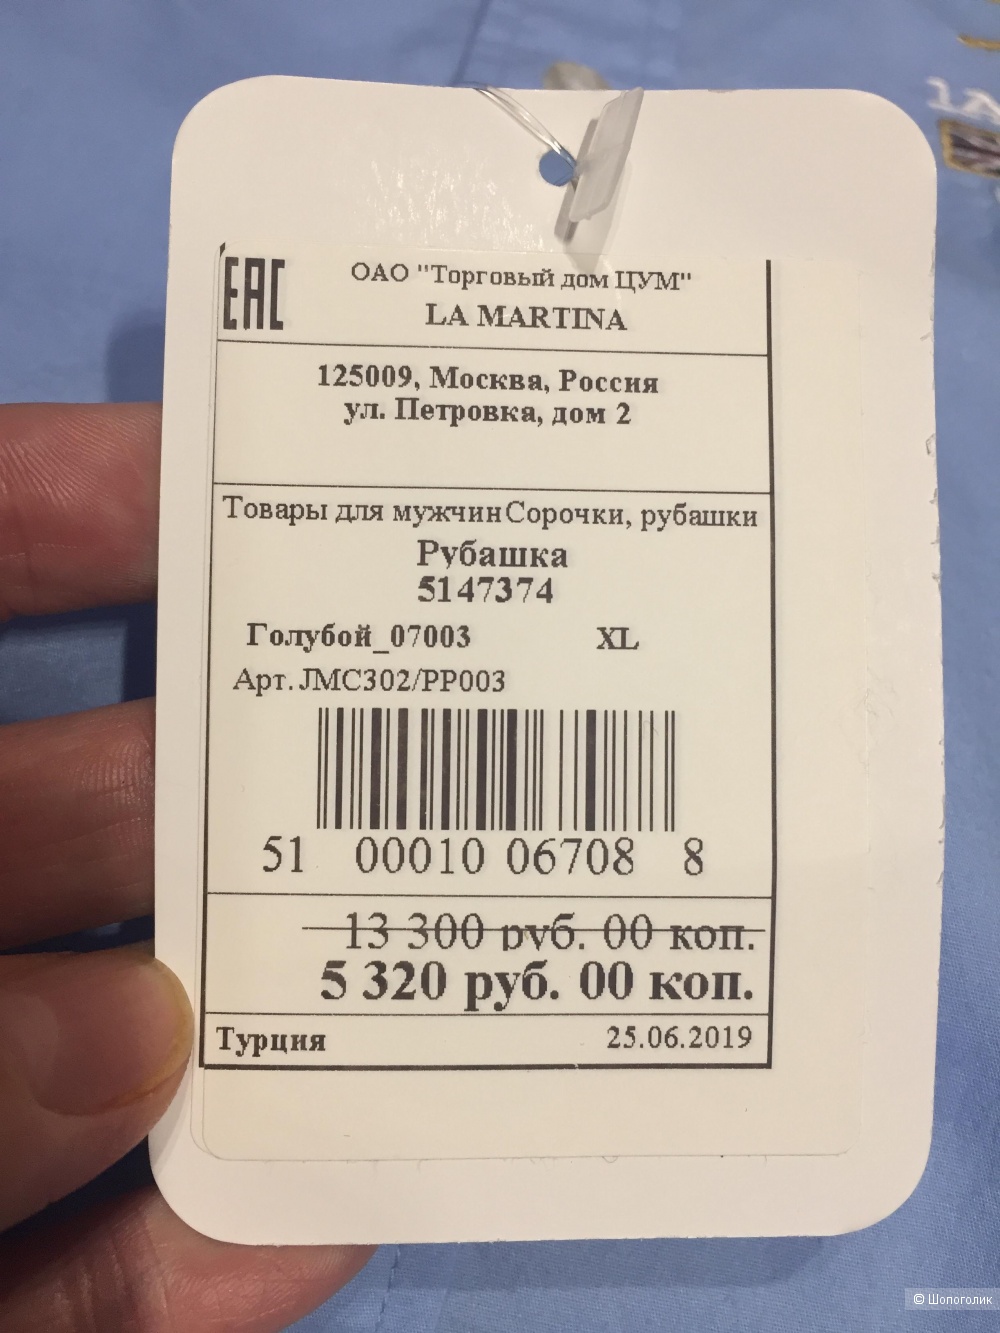 EAC
ОАО "Торговый дом ЦУМ"
LA MARTINA
125009, Москва, Россия
ул. Петровка, дом 2
Товары для мужчин Сорочки, рубашки
Рубашка
5147374
Голубой_07003 XL
Арт. JMC302/PP003
51 00010 06708 8
13 300 руб. 00 коп.
5 320 руб. 00 коп.
Турция 25.06.2019
© Шопоголик